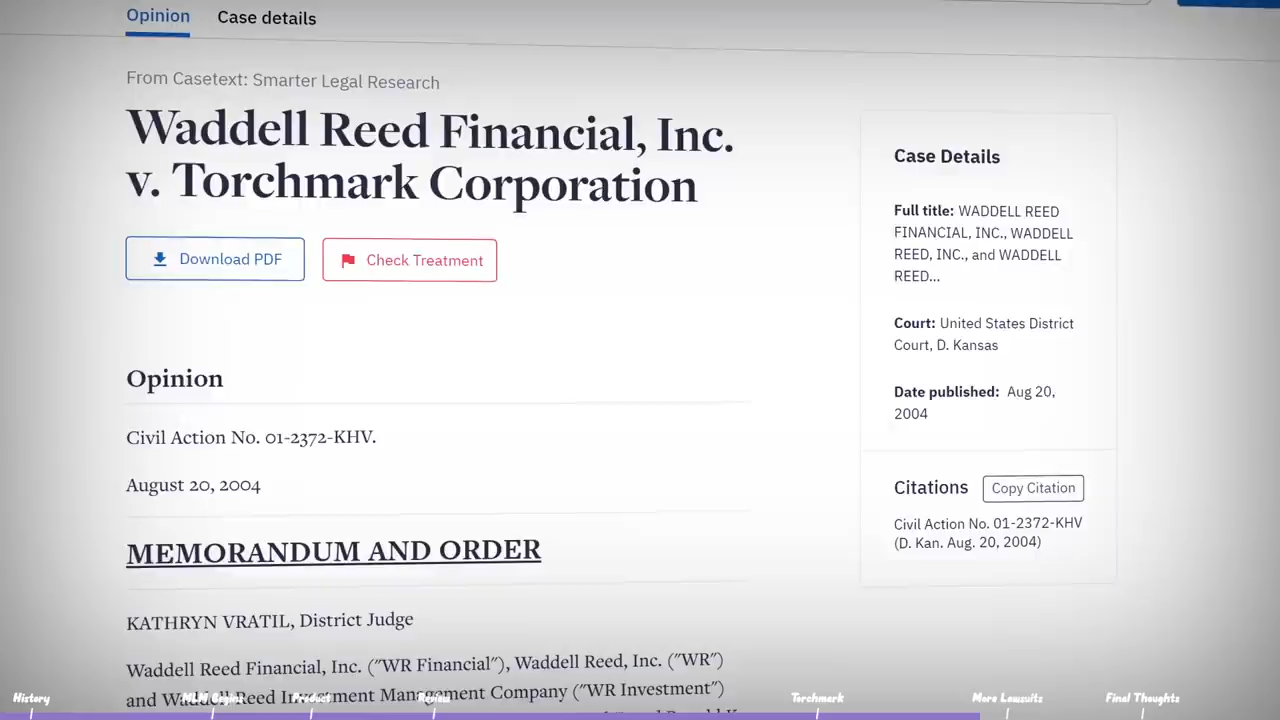 Opinion
Case details
From Casetext: Smarter Legal Research
Waddell Reed Financial, Inc.
v. Torchmark Corporation
Download PDF
Check Treatment
Opinion
Civil Action No. 01-2372-KHV.
August 20, 2004
MEMORANDUM AND ORDER
KATHRYN VRATIL, District Judge
Waddell Reed Financial, Inc. ("WR Financial"), Waddell Reed, Inc. ("WR")
and Waddell Reed Investment Management Company ("WR Investment")
Case Details
Full title: WADDELL REED
FINANCIAL, INC., WADDELL
REED, INC., and WADDELL
REED...
Court: United States District
Court, D. Kansas
Date published: Aug 20,
2004
Citations
Copy Citation
Civil Action No. 01-2372-KHV
(D. Kan. Aug. 20, 2004)
History
MLM Begins
Product
Review
Torchmark
More Lawsuits
Final Thoughts